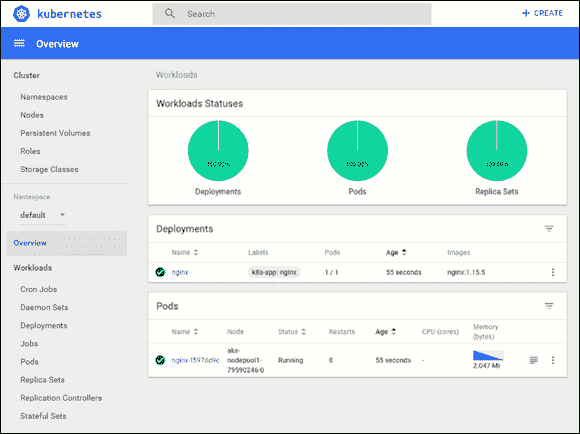 kubernetes
Search
+ CREATE
Overview
Cluster
Namespaces
Nodes
Persistent Volumes
Roles
Storage Classes
Namespace
default
Overview
Workloads
Cron Jobs
Daemon Sets
Deployments
Jobs
Pods
Replica Sets
Replication Controllers
Stateful Sets
Workloads
Workloads Statuses
Deployments
Pods
Replica Sets
Deployments
Name Labels Pods Age Images
nginx k8s-app: nginx 1 / 1 55 seconds nginx:1.15.5
Pods
Name Node Status Restarts Age CPU (cores) Memory
(bytes)
aks-
nodepool1-
79590246-0
Running 0 55 seconds -
2.047 Mi